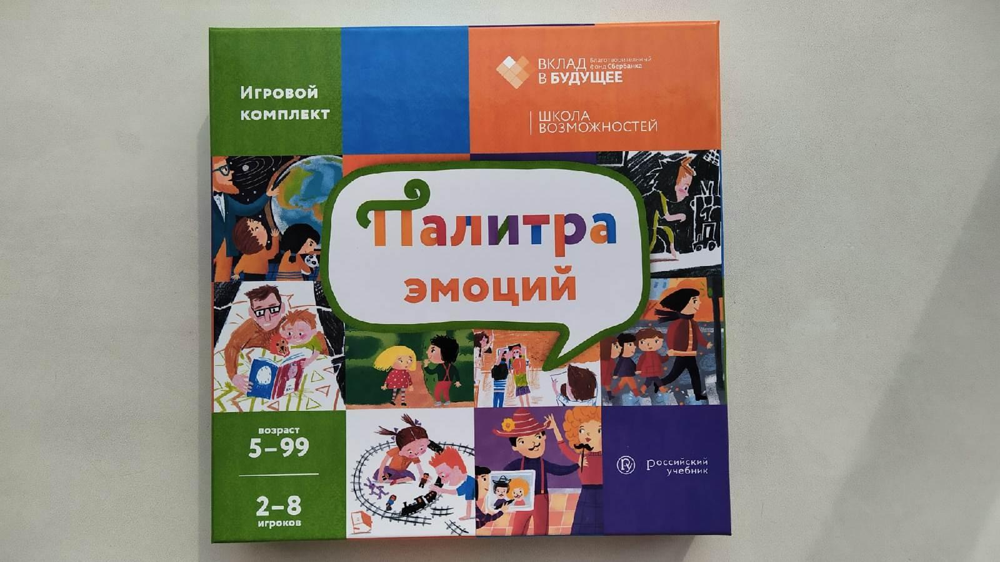 Игровой
комплект
ВКЛАД Благотворительный
фонд Сбербанка
В БУДУЩЕЕ
ШКОЛА
ВОЗМОЖНОСТЕЙ
Палитра
эмоций
возраст
5–99
2–8
игроков
российский
учебник